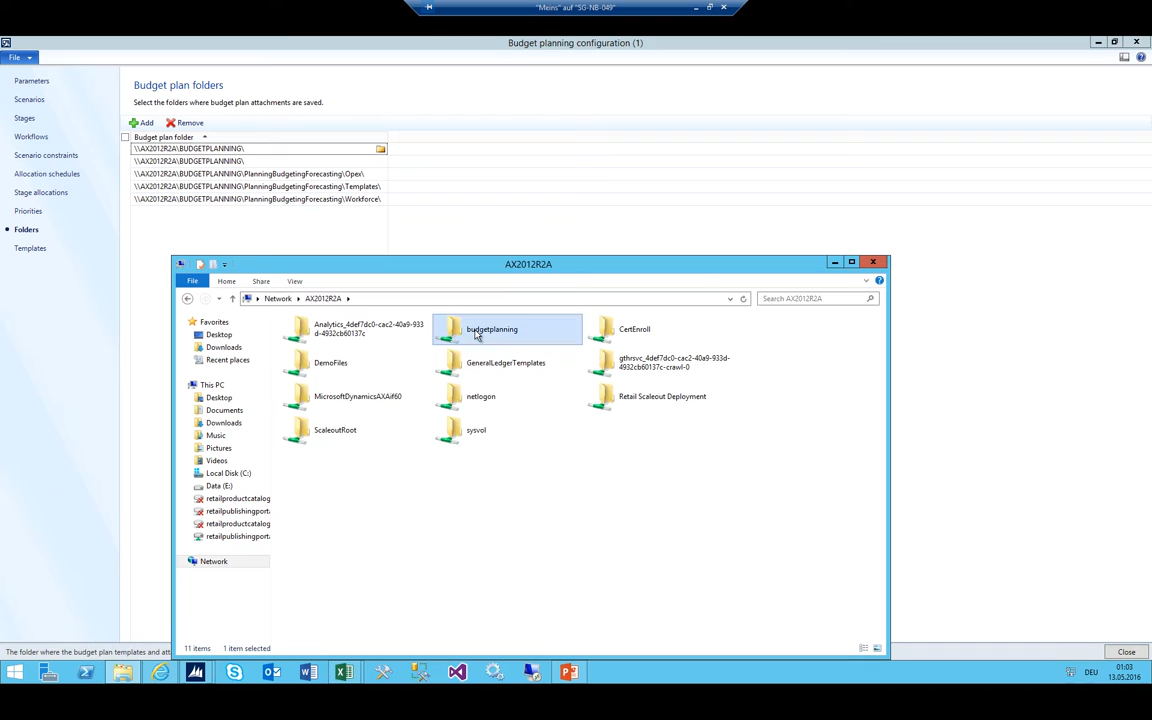 "Meins" auf "SG-NB-049"
Budget planning configuration (1)
File
Parameters
Scenarios
Stages
Workflows
Scenario constraints
Allocation schedules
Stage allocations
Priorities
Folders
Templates
Budget plan folders
Select the folders where budget plan attachments are saved.
Add
Remove
Budget plan folder
\\AX2012R2A\BUDGETPLANNING\
\\AX2012R2A\BUDGETPLANNING\
\\AX2012R2A\BUDGETPLANNING\PlanningBudgetingForecasting\Opex\
\\AX2012R2A\BUDGETPLANNING\PlanningBudgetingForecasting\Templates\
\\AX2012R2A\BUDGETPLANNING\PlanningBudgetingForecasting\Workforce\
AX2012R2A
File
Home
Share
View
Network
AX2012R2A
Search AX2012R2A
Favorites
Desktop
Downloads
Recent places
This PC
Desktop
Documents
Downloads
Music
Pictures
Videos
Local Disk (C:)
Data (E:)
retailproductcatalog
retailpublishingport
retailproductcatalog
retailpublishingport
Network
Analytics_4def7dc0-cac2-40a9-933
d-4932cb60137c
budgetplanning
CertEnroll
DemoFiles
GeneralLedgerTemplates
gthrsvc_4def7dc0-cac2-40a9-933d-
4932cb60137c-crawl-0
MicrosoftDynamicsAXAif60
netlogon
Retail Scaleout Deployment
ScaleoutRoot
sysvol
11 items
1 item selected
The folder where the budget plan templates and att
Close
DEU
01:03
13.05.2016